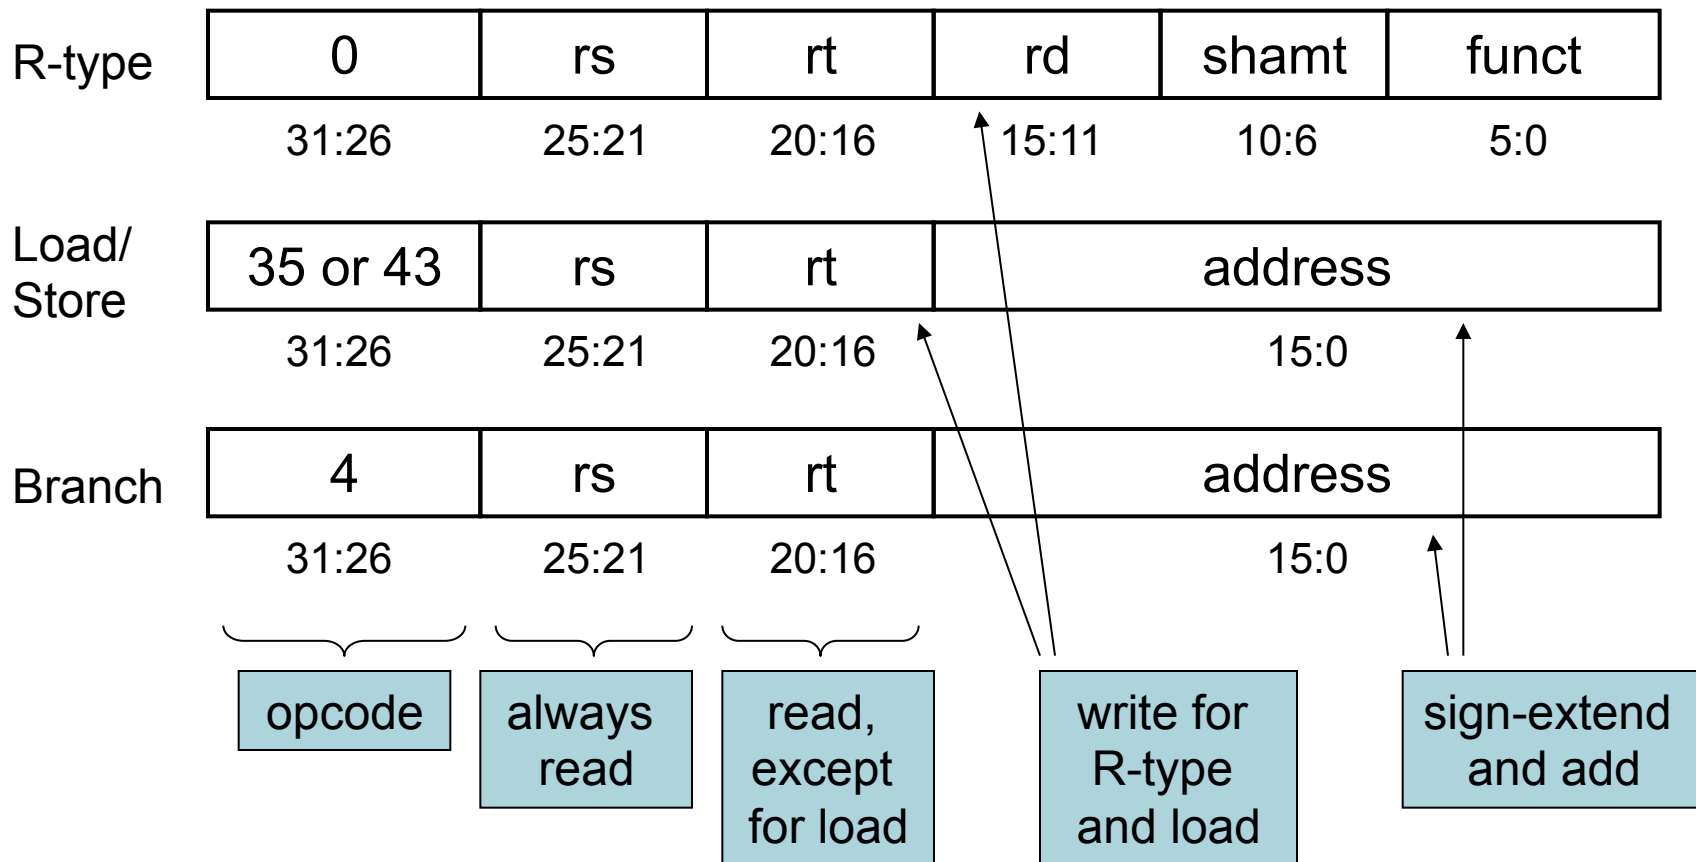 R-type
0 rs rt rd shamt funct
31:26 25:21 20:16 15:11 10:6 5:0
Load/
Store
35 or 43 rs rt address
31:26 25:21 20:16 15:0
Branch
4 rs rt address
31:26 25:21 20:16 15:0
opcode
always
read
read,
except
for load
write for
R-type
and load
sign-extend
and add